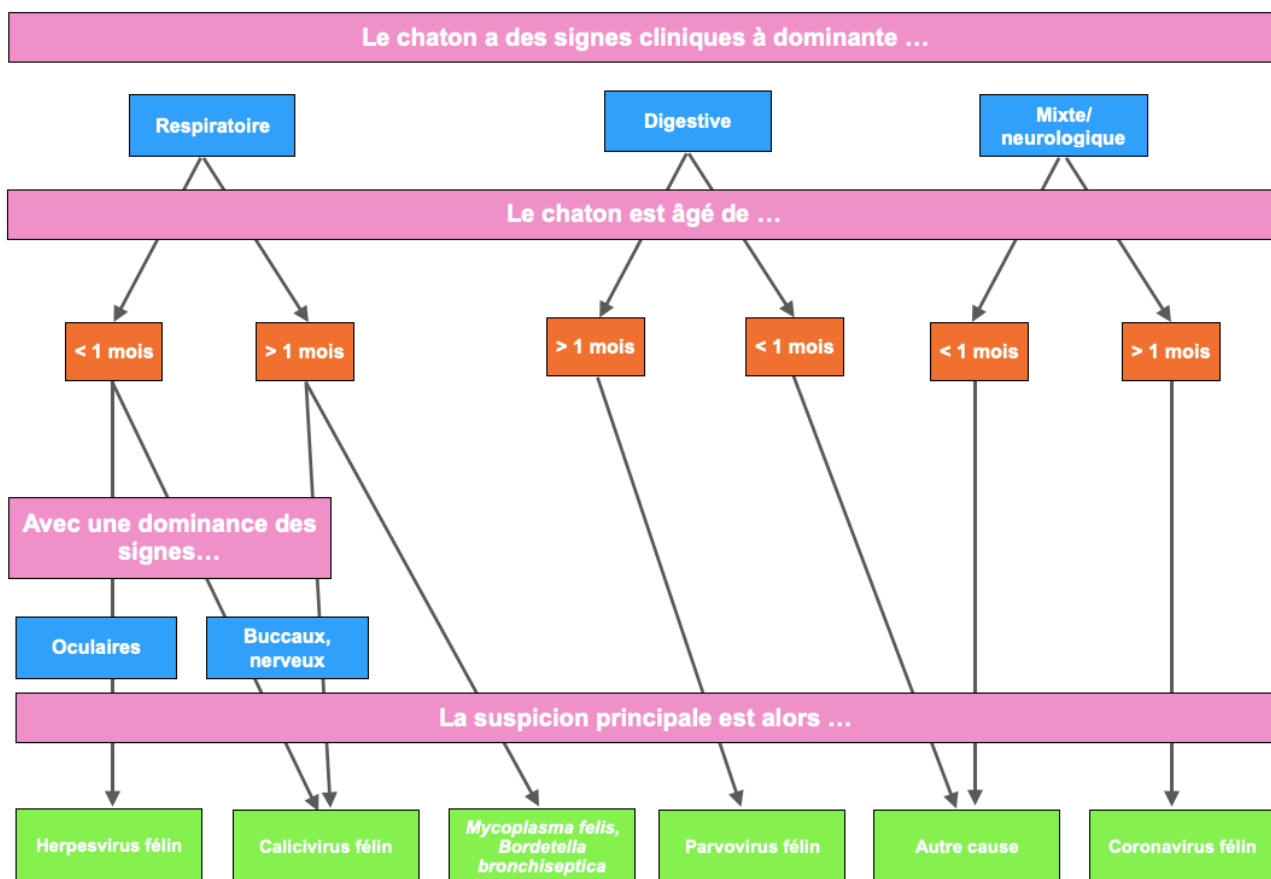 Le chaton a des signes cliniques à dominante …
Respiratoire
Digestive
Mixte/
neurologique
Le chaton est âgé de …
< 1 mois
> 1 mois
> 1 mois
< 1 mois
< 1 mois
> 1 mois
Avec une dominance des
signes…
Oculaires
Buccaux,
nerveux
La suspicion principale est alors …
Herpesvirus félin
Calicivirus félin
Mycoplasma felis,
Bordetella
bronchiseptica
Parvovirus félin
Autre cause
Coronavirus félin